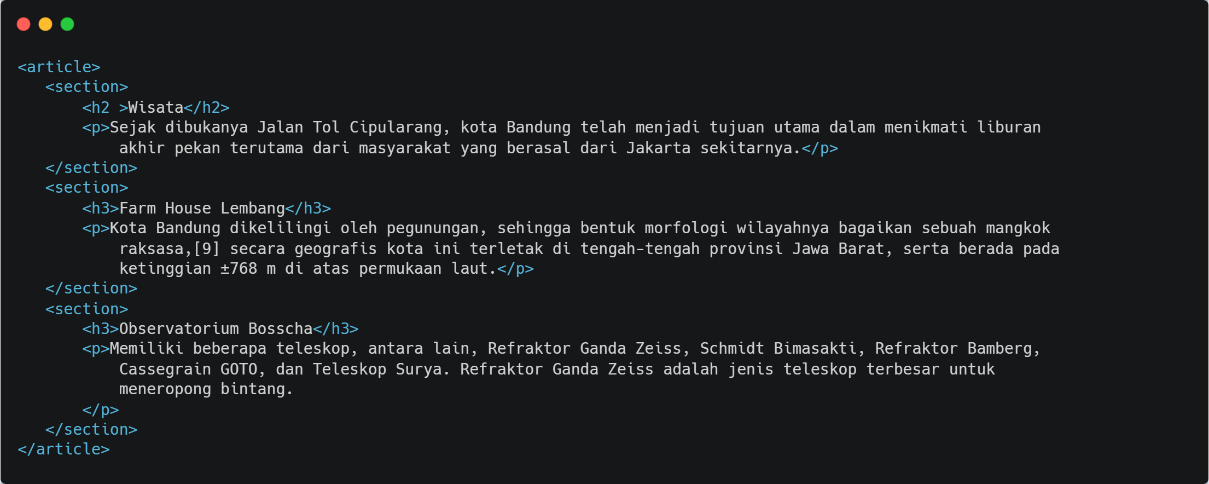 <article>
<section>
<h2 >Wisata</h2>
<p>Sejak dibukanya Jalan Tol Cipularang, kota Bandung telah menjadi tujuan utama dalam menikmati liburan
akhir pekan terutama dari masyarakat yang berasal dari Jakarta sekitarnya.</p>
</section>
<section>
<h3>Farm House Lembang</h3>
<p>Kota Bandung dikelilingi oleh pegunungan, sehingga bentuk morfologi wilayahnya bagaikan sebuah mangkok
raksasa,[9] secara geografis kota ini terletak di tengah-tengah provinsi Jawa Barat, serta berada pada
ketinggian ±768 m di atas permukaan laut.</p>
</section>
<section>
<h3>Observatorium Bosscha</h3>
<p>Memiliki beberapa teleskop, antara lain, Refraktor Ganda Zeiss, Schmidt Bimasakti, Refraktor Bamberg,
Cassegrain GOTO, dan Teleskop Surya. Refraktor Ganda Zeiss adalah jenis teleskop terbesar untuk
meneropong bintang.
</p>
</section>
</article>